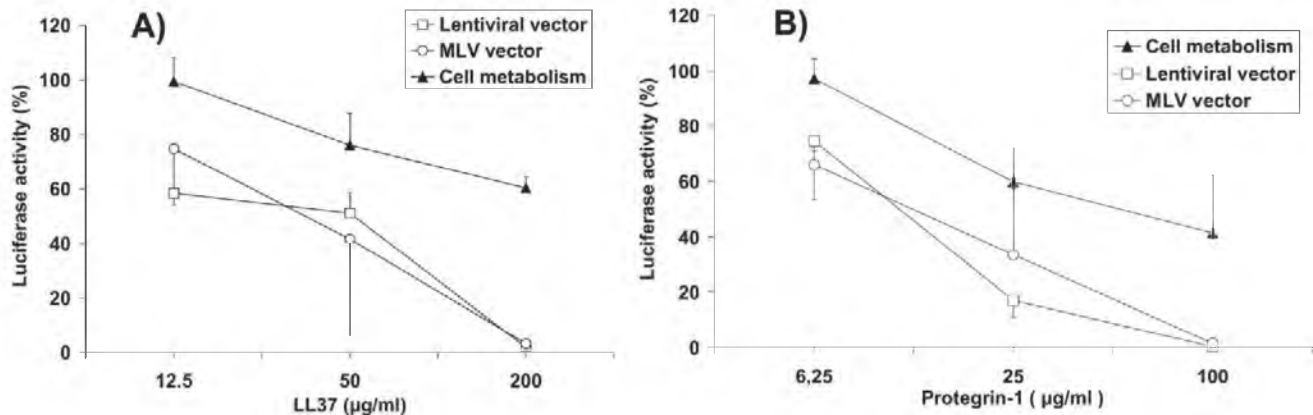 A)
Lentiviral vector
MLV vector
Cell metabolism
Luciferase activity (%)
120
100
80
60
40
20
0
12.5 50 200
LL37 (µg/ml)
B)
Cell metabolism
Lentiviral vector
MLV vector
Luciferase activity (%)
120
100
80
60
40
20
0
6,25 25 100
Protegrin-1 ( µg/ml )